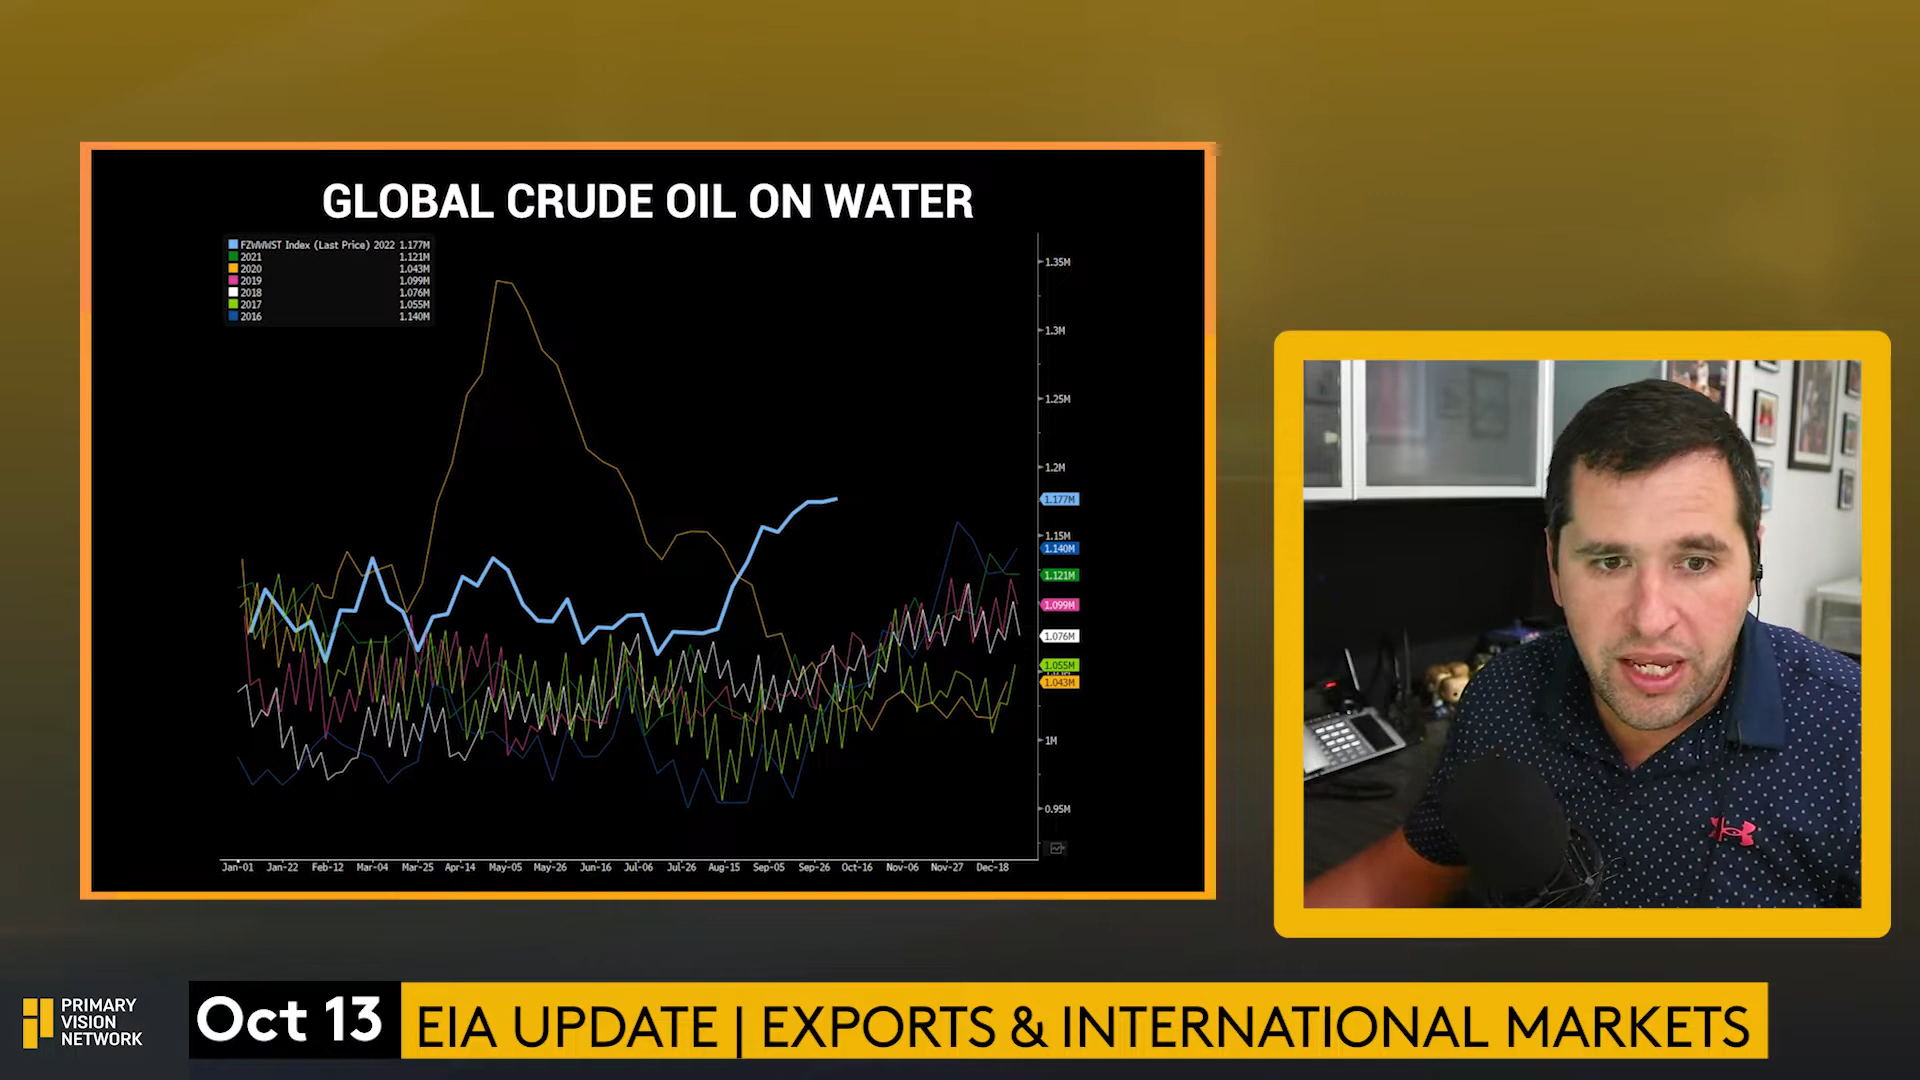 GLOBAL CRUDE OIL ON WATER
FZWWWST Index (Last Price) 2022 1.177M
2021 1.121M
2020 1.043M
2019 1.099M
2018 1.076M
2017 1.055M
2016 1.140M
1.35M
1.3M
1.25M
1.2M
1.177M
1.15M
1.140M
1.121M
1.099M
1.076M
1.055M
1.043M
1M
0.95M
Jan-01 Jan-22 Feb-12 Mar-04 Mar-25 Apr-14 May-05 May-26 Jun-16 Jul-06 Jul-26 Aug-15 Sep-05 Sep-26 Oct-16 Nov-06 Nov-27 Dec-18
PRIMARY
VISION
NETWORK
Oct 13 EIA UPDATE | EXPORTS & INTERNATIONAL MARKETS